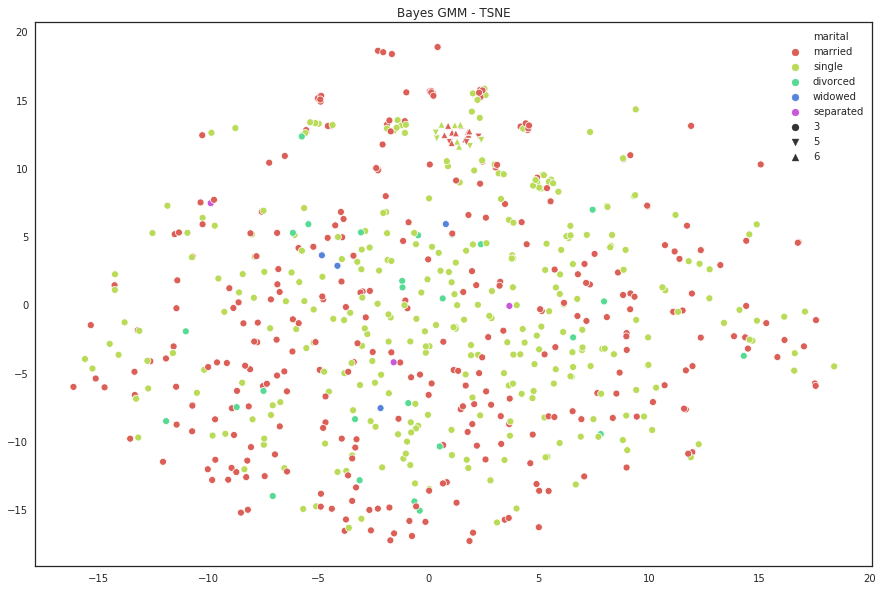 Bayes GMM - TSNE
marital
married
single
divorced
widowed
separated
3
5
6
20
15
10
5
0
−5
−10
−15
−15 −10 −5 0 5 10 15 20